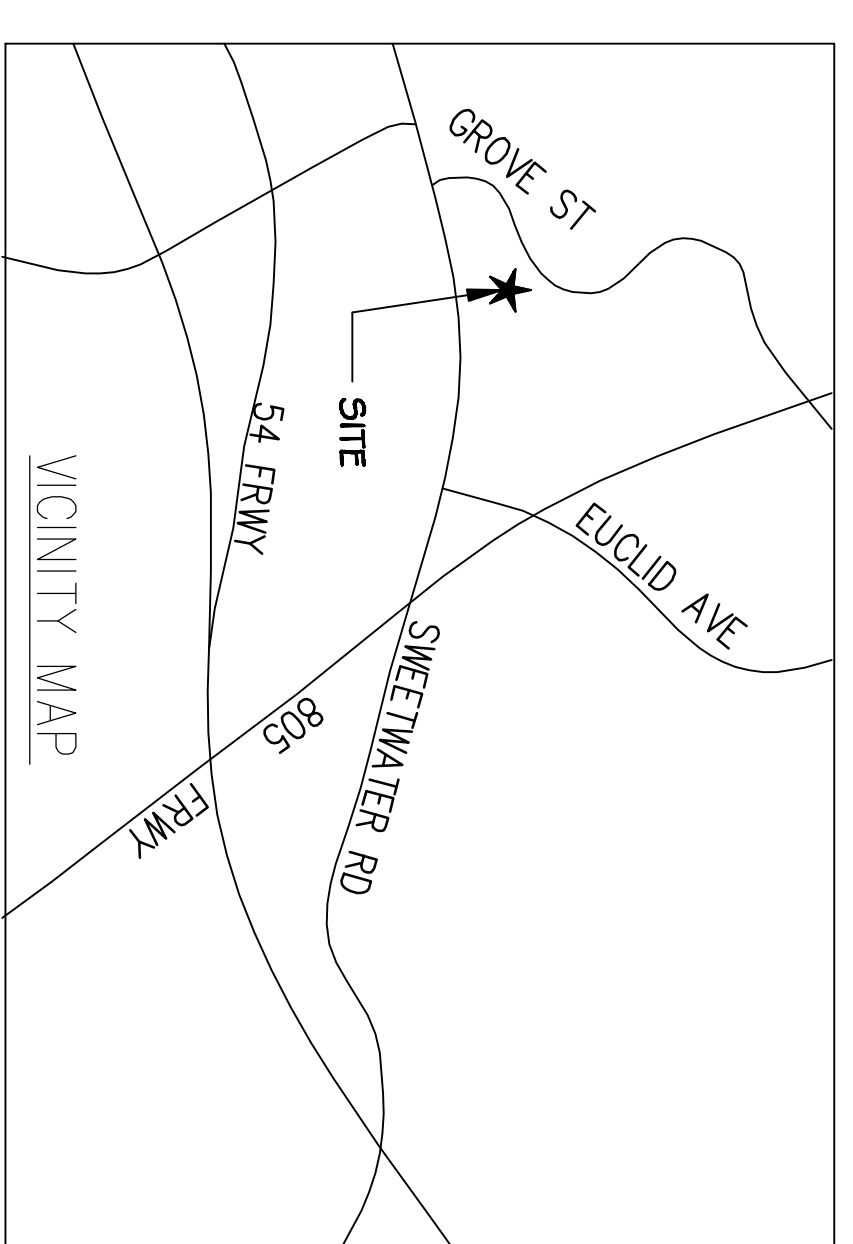 GROVE ST
EUCLID AVE
SITE
SWEETWATER RD
54 FRWY
805
FRWY
VICINITY MAP